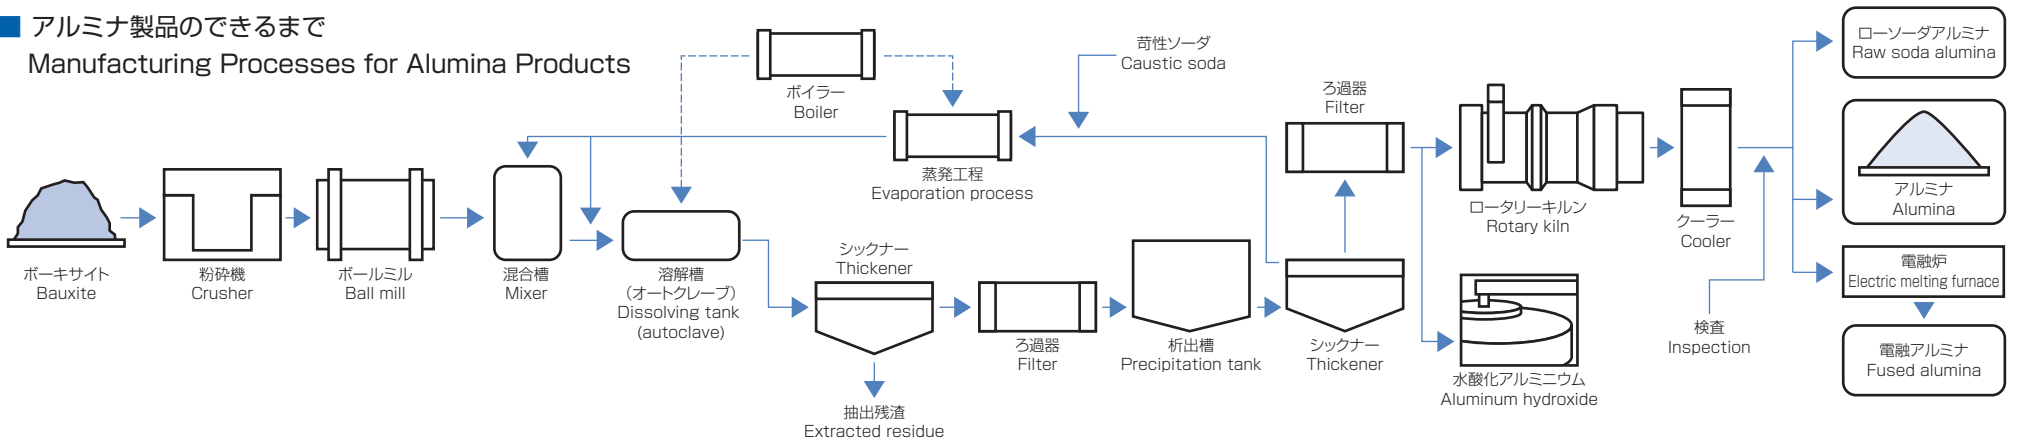 アルミナ製品のできるまで
Manufacturing Processes for Alumina Products
ボーキサイト
Bauxite
粉砕機
Crusher
ボールミル
Ball mill
混合槽
Mixer
ボイラー
Boiler
溶解槽
（オートクレーブ）
Dissolving tank
(autoclave)
蒸発工程
Evaporation process
苛性ソーダ
Caustic soda
シックナー
Thickener
抽出残渣
Extracted residue
ろ過器
Filter
析出槽
Precipitation tank
シックナー
Thickener
ろ過器
Filter
ロータリーキルン
Rotary kiln
水酸化アルミニウム
Aluminum hydroxide
クーラー
Cooler
検査
Inspection
ローソーダアルミナ
Raw soda alumina
アルミナ
Alumina
電融炉
Electric melting furnace
電融アルミナ
Fused alumina